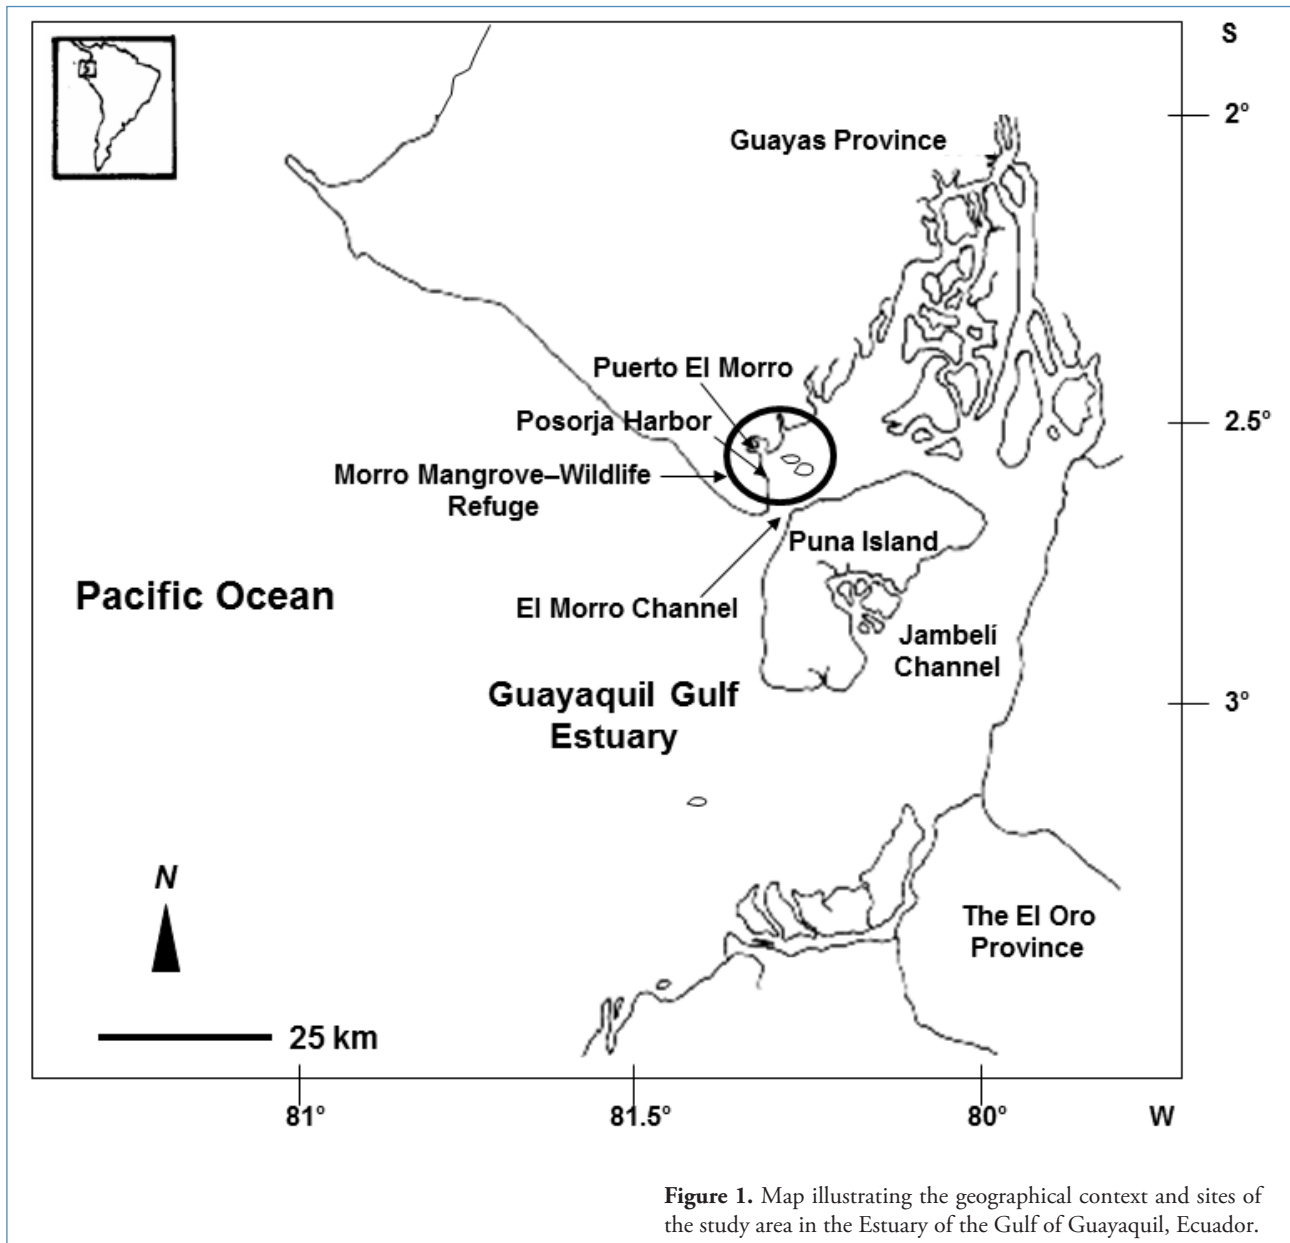 S
2°
Guayas Province
Puerto El Morro
2.5°
Posorja Harbor
Morro Mangrove–Wildlife
Refuge
Puna Island
Pacific Ocean
El Morro Channel
Jambelí
Channel
Guayaquil Gulf
Estuary
3°
N
The El Oro
Province
25 km
81°
81.5°
80°
W
Figure 1. Map illustrating the geographical context and sites of
the study area in the Estuary of the Gulf of Guayaquil, Ecuador.